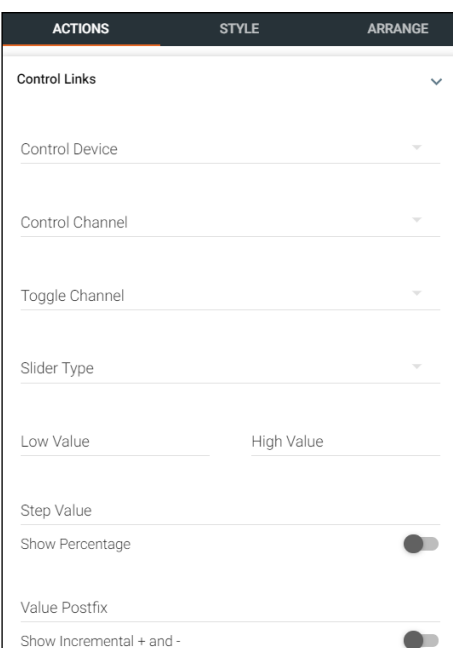 ACTIONS STYLE ARRANGE
Control Links
Control Device
Control Channel
Toggle Channel
Slider Type
Low Value High Value
Step Value
Show Percentage
Value Postfix
Show Incremental + and -